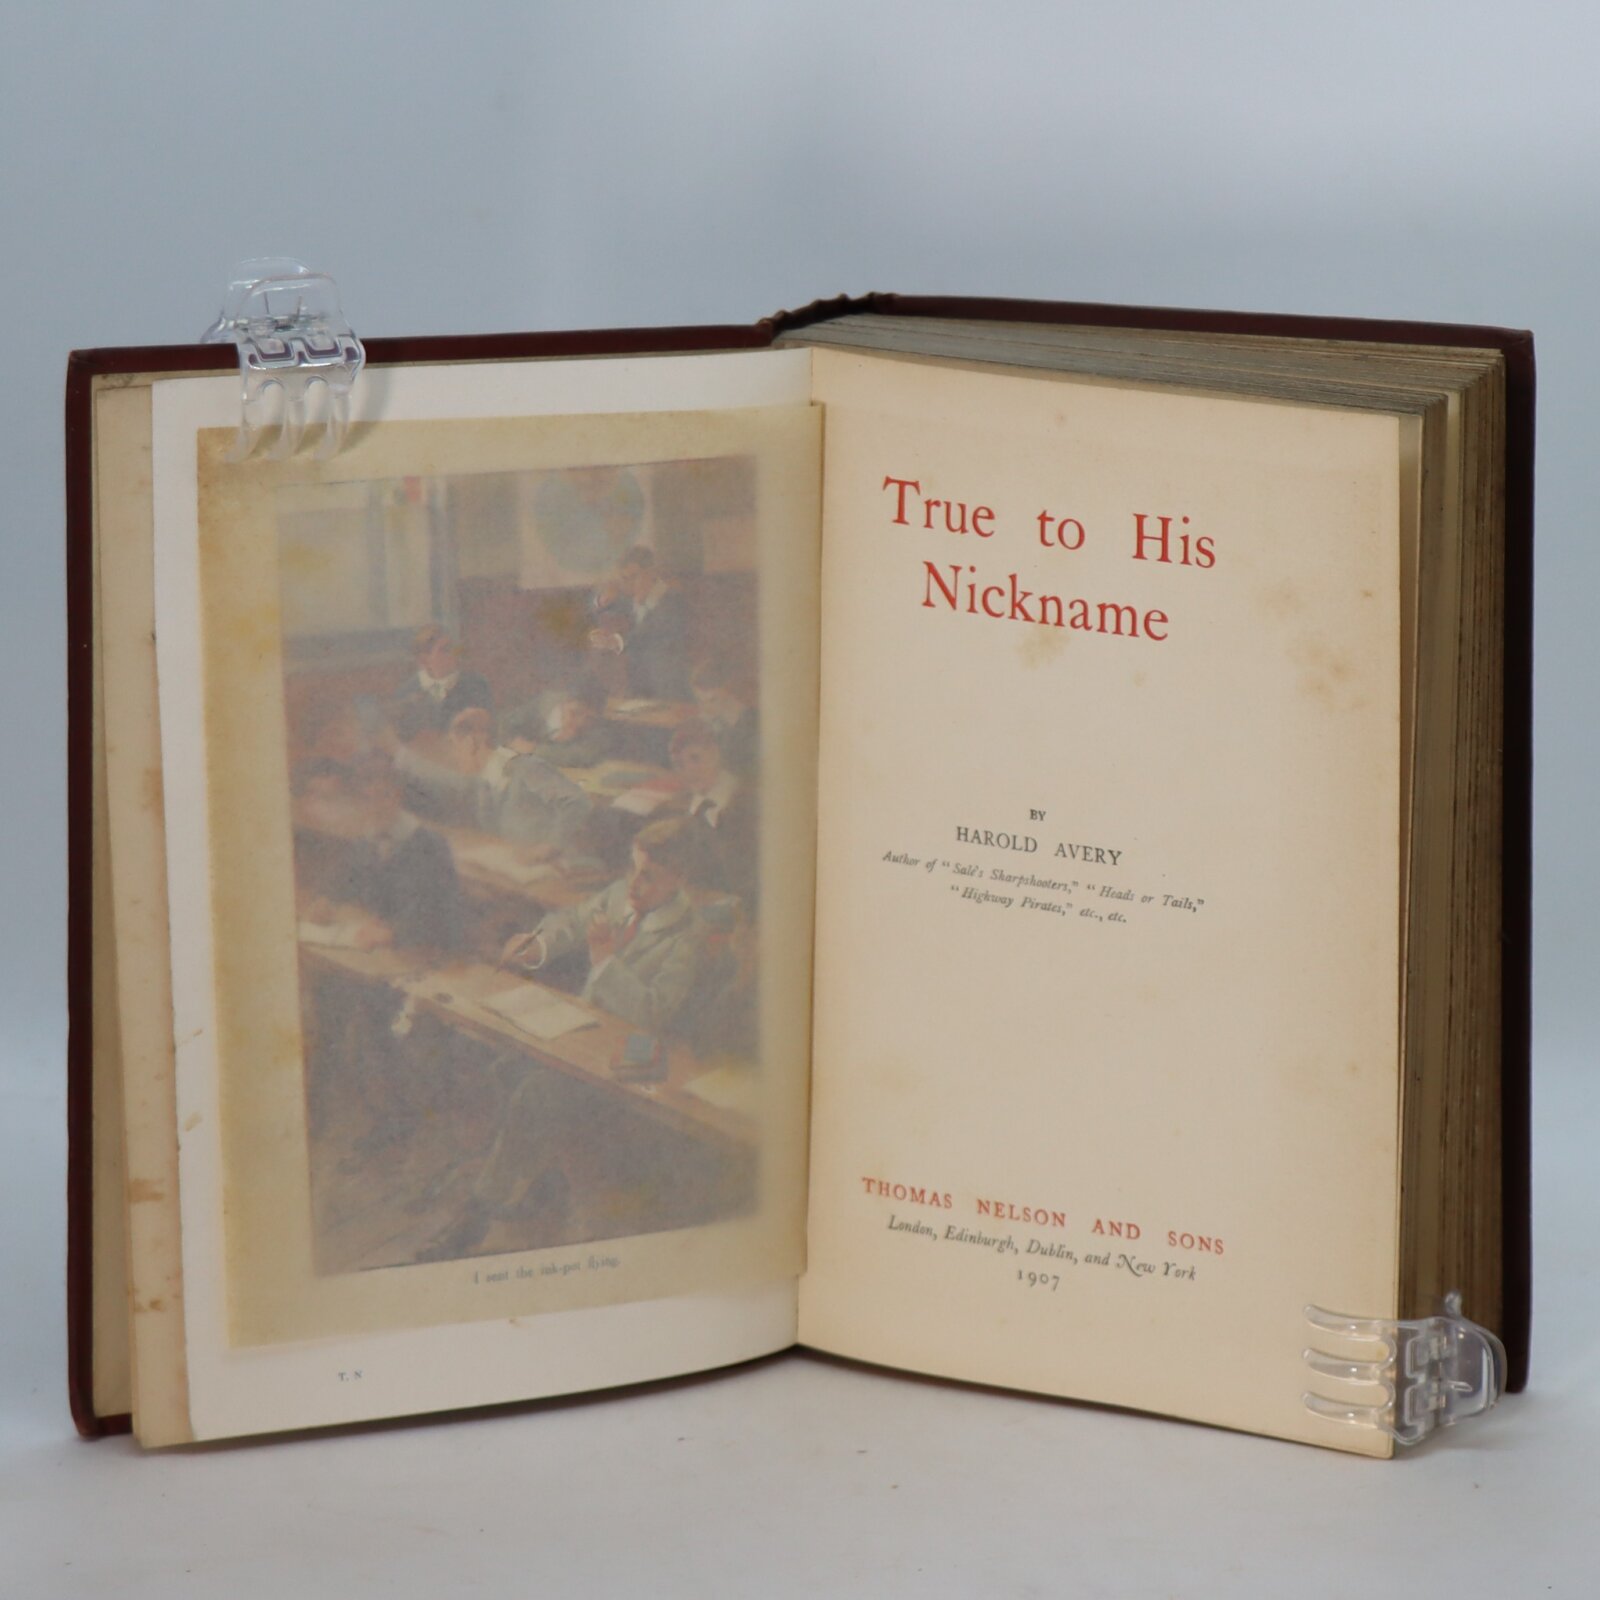 I sent the ink-pot flying.
T. N
True to His
Nickname
BY
HAROLD AVERY
Author of "Sale's Sharpshooters," "Heads or Tails,"
"Highway Pirates," etc., etc.
THOMAS NELSON AND SONS
London, Edinburgh, Dublin, and New York
1907